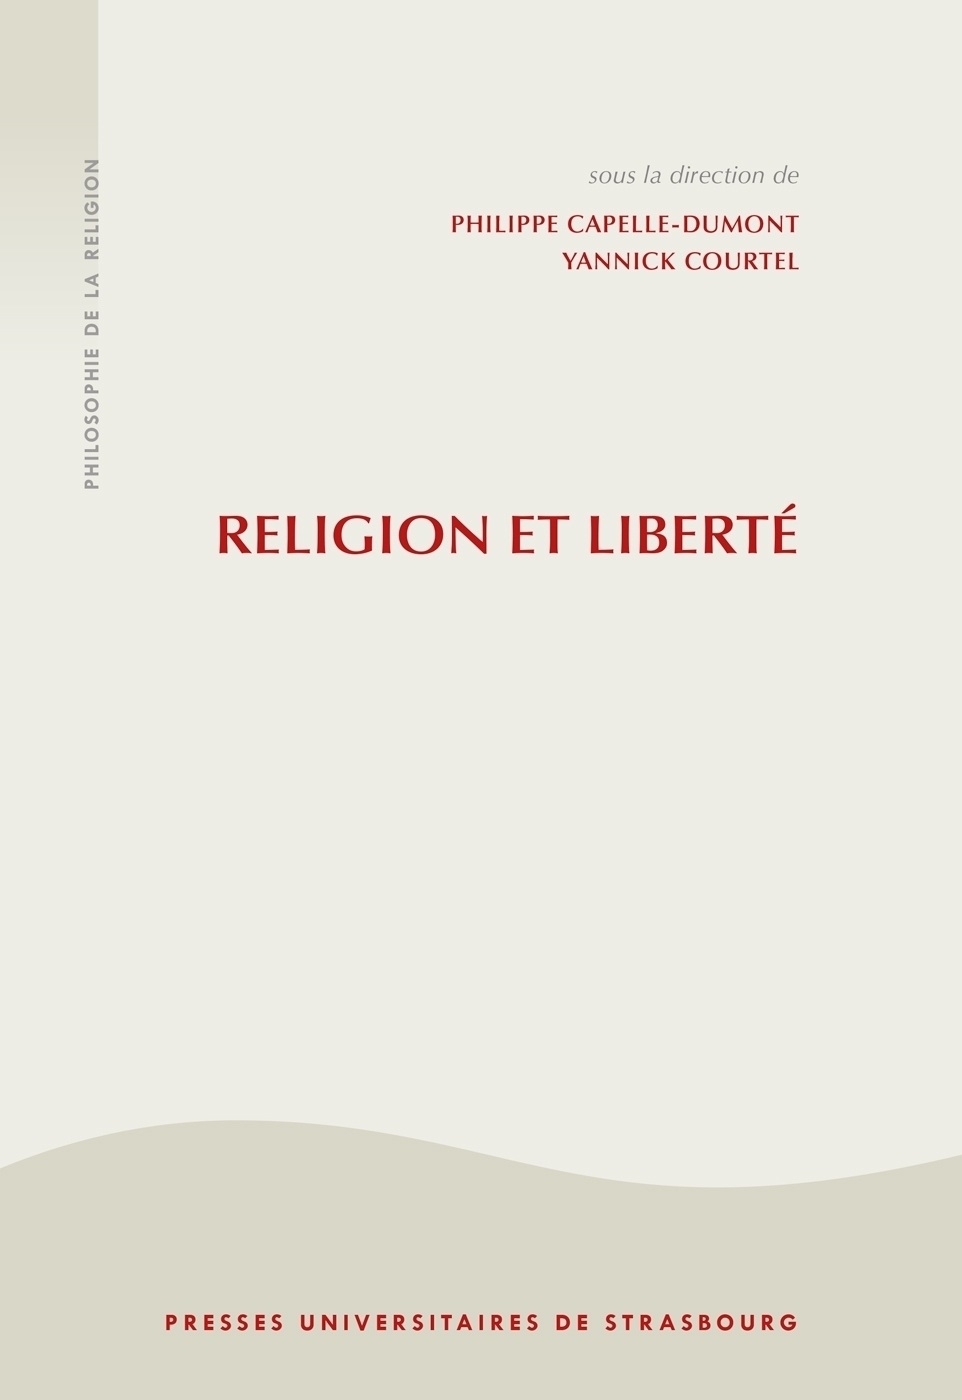 PHILOSOPHIE DE LA RELIGION
sous la direction de
PHILIPPE CAPELLE-DUMONT
YANNICK COURTEL
RELIGION ET LIBERTÉ
PRESSES UNIVERSITAIRES DE STRASBOURG